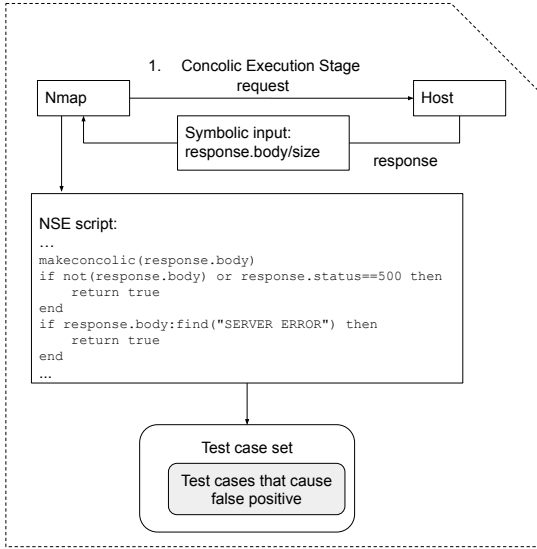 1. Concolic Execution Stage
request
Nmap
Host
Symbolic input:
response.body/size
response
NSE script:
…
makeconcolic(response.body)
if not(response.body) or response.status==500 then
    return true
end
if response.body:find("SERVER ERROR") then
    return true
end
...
Test case set
Test cases that cause
false positive